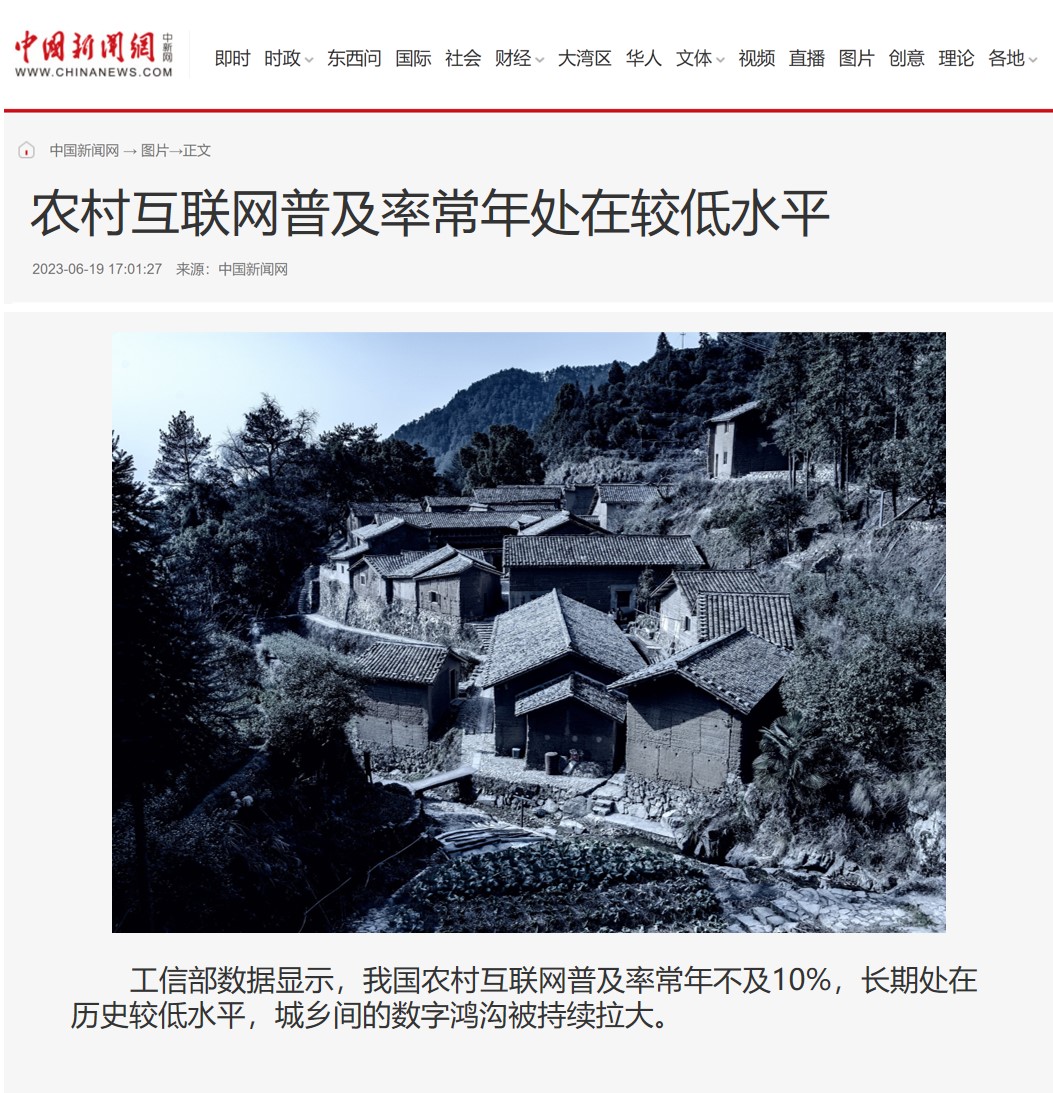 中國新聞網 中新网
WWW.CHINANEWS.COM
即时 时政 东西问 国际 社会 财经 大湾区 华人 文体 视频 直播 图片 创意 理论 各地
中国新闻网 → 图片→正文
农村互联网普及率常年处在较低水平
2023-06-19 17:01:27 来源：中国新闻网
工信部数据显示，我国农村互联网普及率常年不及10%，长期处在
历史较低水平，城乡间的数字鸿沟被持续拉大。